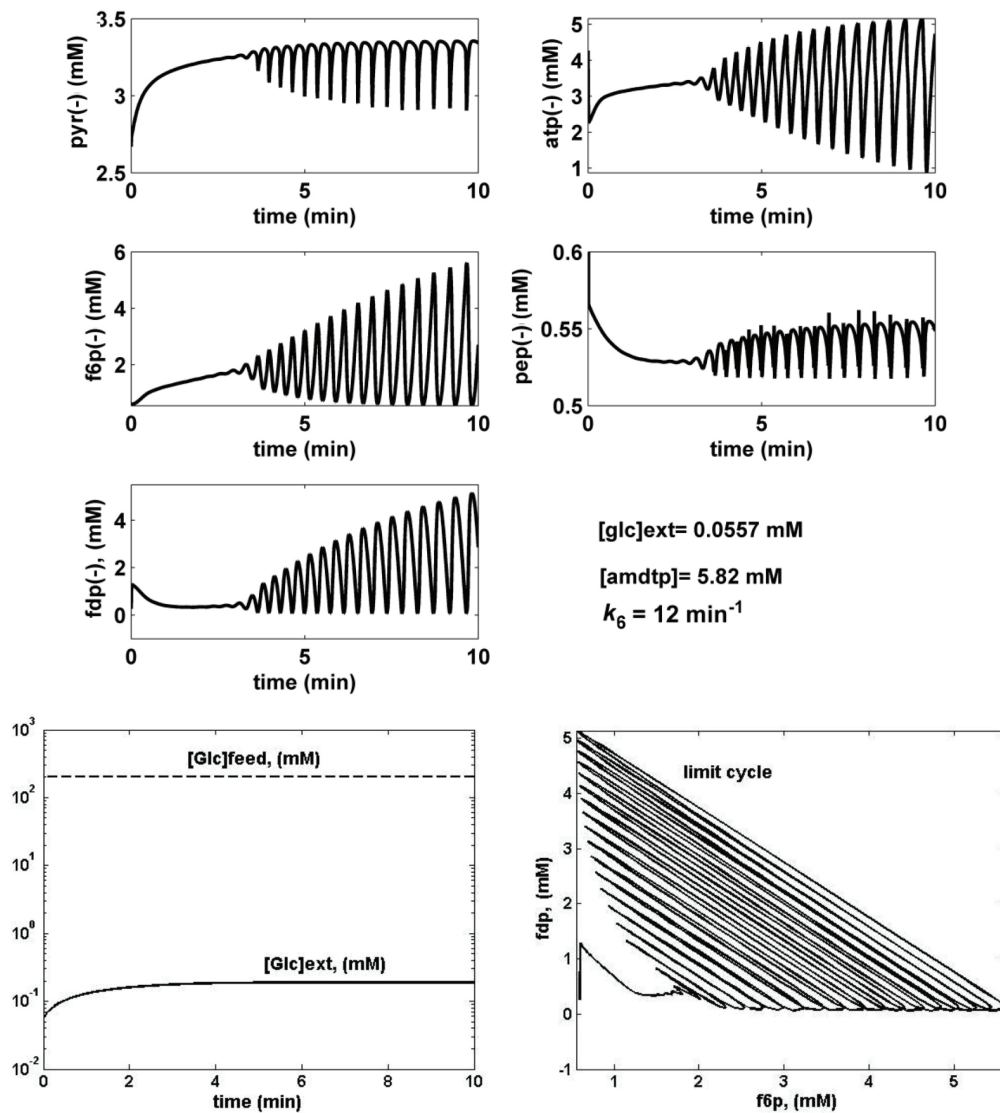 3.5
3
2.5
pyr(-) (mM)
0
5
10
time (min)
5
4
3
2
1
atp(-) (mM)
0
5
10
time (min)
6
4
2
f6p(-) (mM)
0
5
10
time (min)
0.6
0.55
0.5
pep(-) (mM)
0
5
10
time (min)
4
2
0
fdp(-), (mM)
0
5
10
time (min)
[glc]ext= 0.0557 mM
[amdtp]= 5.82 mM
k6 = 12 min-1
10^3
10^2
10^1
10^0
10^-1
10^-2
[Glc]feed, (mM)
[Glc]ext, (mM)
0
2
4
6
8
10
time (min)
5
4
3
2
1
0
-1
fdp, (mM)
limit cycle
1
2
3
4
5
f6p, (mM)